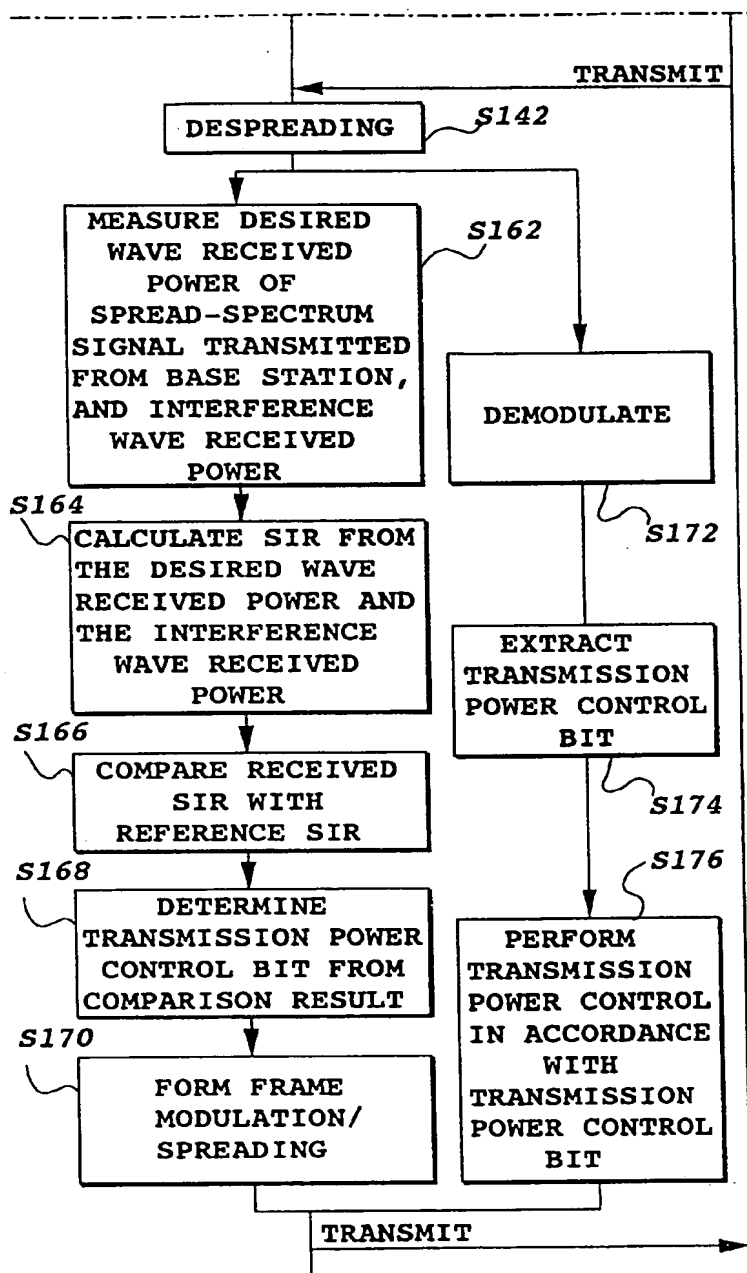 TRANSMIT
DESPREADING
S142
MEASURE DESIRED
WAVE RECEIVED
POWER OF
SPREAD-SPECTRUM
SIGNAL TRANSMITTED
FROM BASE STATION,
AND INTERFERENCE
WAVE RECEIVED
POWER
S162
DEMODULATE
S172
S164
CALCULATE SIR FROM
THE DESIRED WAVE
RECEIVED POWER AND
THE INTERFERENCE
WAVE RECEIVED
POWER
EXTRACT
TRANSMISSION
POWER CONTROL
BIT
S174
S166
COMPARE RECEIVED
SIR WITH
REFERENCE SIR
S168
DETERMINE
TRANSMISSION POWER
CONTROL BIT FROM
COMPARISON RESULT
S176
PERFORM
TRANSMISSION
POWER CONTROL
IN ACCORDANCE
WITH
TRANSMISSION
POWER CONTROL
BIT
S170
FORM FRAME
MODULATION/
SPREADING
TRANSMIT